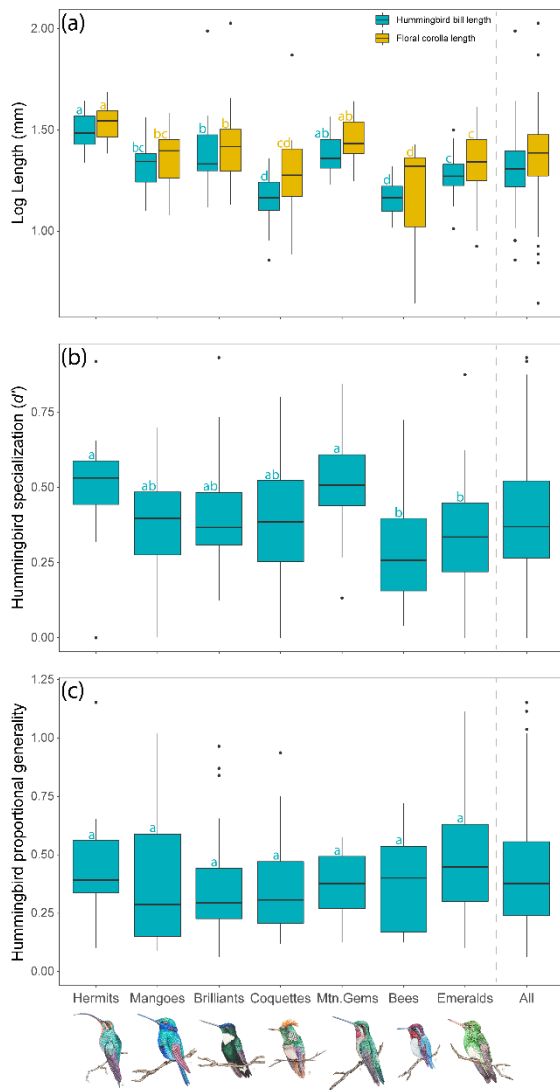 (a)
Hummingbird bill length
Floral corolla length
Log Length (mm)
2.00
1.50
1.00
a a bc bc b c d cd ab ab d d c c
(b)
Hummingbird specialization (d′)
0.75
0.50
0.25
0.00
a ab ab ab a b b
(c)
Hummingbird proportional generality
1.25
1.00
0.75
0.50
0.25
0.00
a a a a a a a
Hermits Mangoes Brilliants Coquettes Mtn.Gems Bees Emeralds All